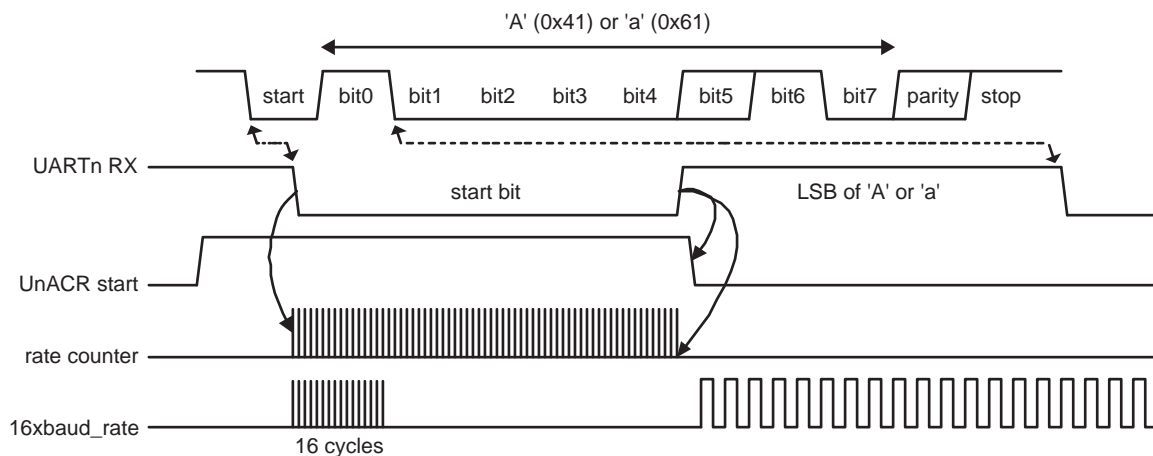 'A' (0x41) or 'a' (0x61)
start bit0 bit1 bit2 bit3 bit4 bit5 bit6 bit7 parity stop
UARTn RX
start bit
LSB of 'A' or 'a'
UnACR start
rate counter
16xbaud_rate
16 cycles